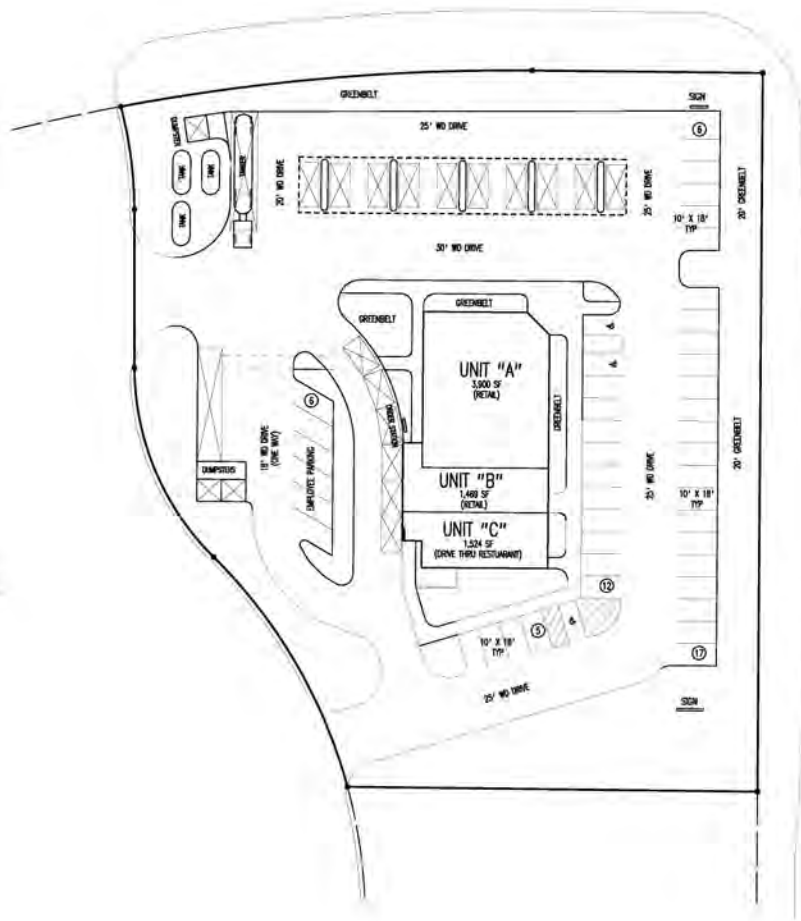 GREENBELT
SIGN
25' WD DRIVE
6
DUMPSTER
TANK
TANK
TANK
TANKER
20' WD DRIVE
25' WD DRIVE
20' GREENBELT
10' X 18'
TYP
30' WD DRIVE
GREENBELT
GREENBELT
UNIT "A"
3,900 SF
(RETAIL)
GREENBELT
6
18' WD DRIVE
(ONE WAY)
EMPLOYEE PARKING
DUMPSTERS
UNIT "B"
1,469 SF
(RETAIL)
25' WD DRIVE
20' GREENBELT
10' X 18'
TYP
UNIT "C"
1,524 SF
(DRIVE THRU RESTUARANT)
12
5
10' X 18'
TYP
17
25' WD DRIVE
SIGN